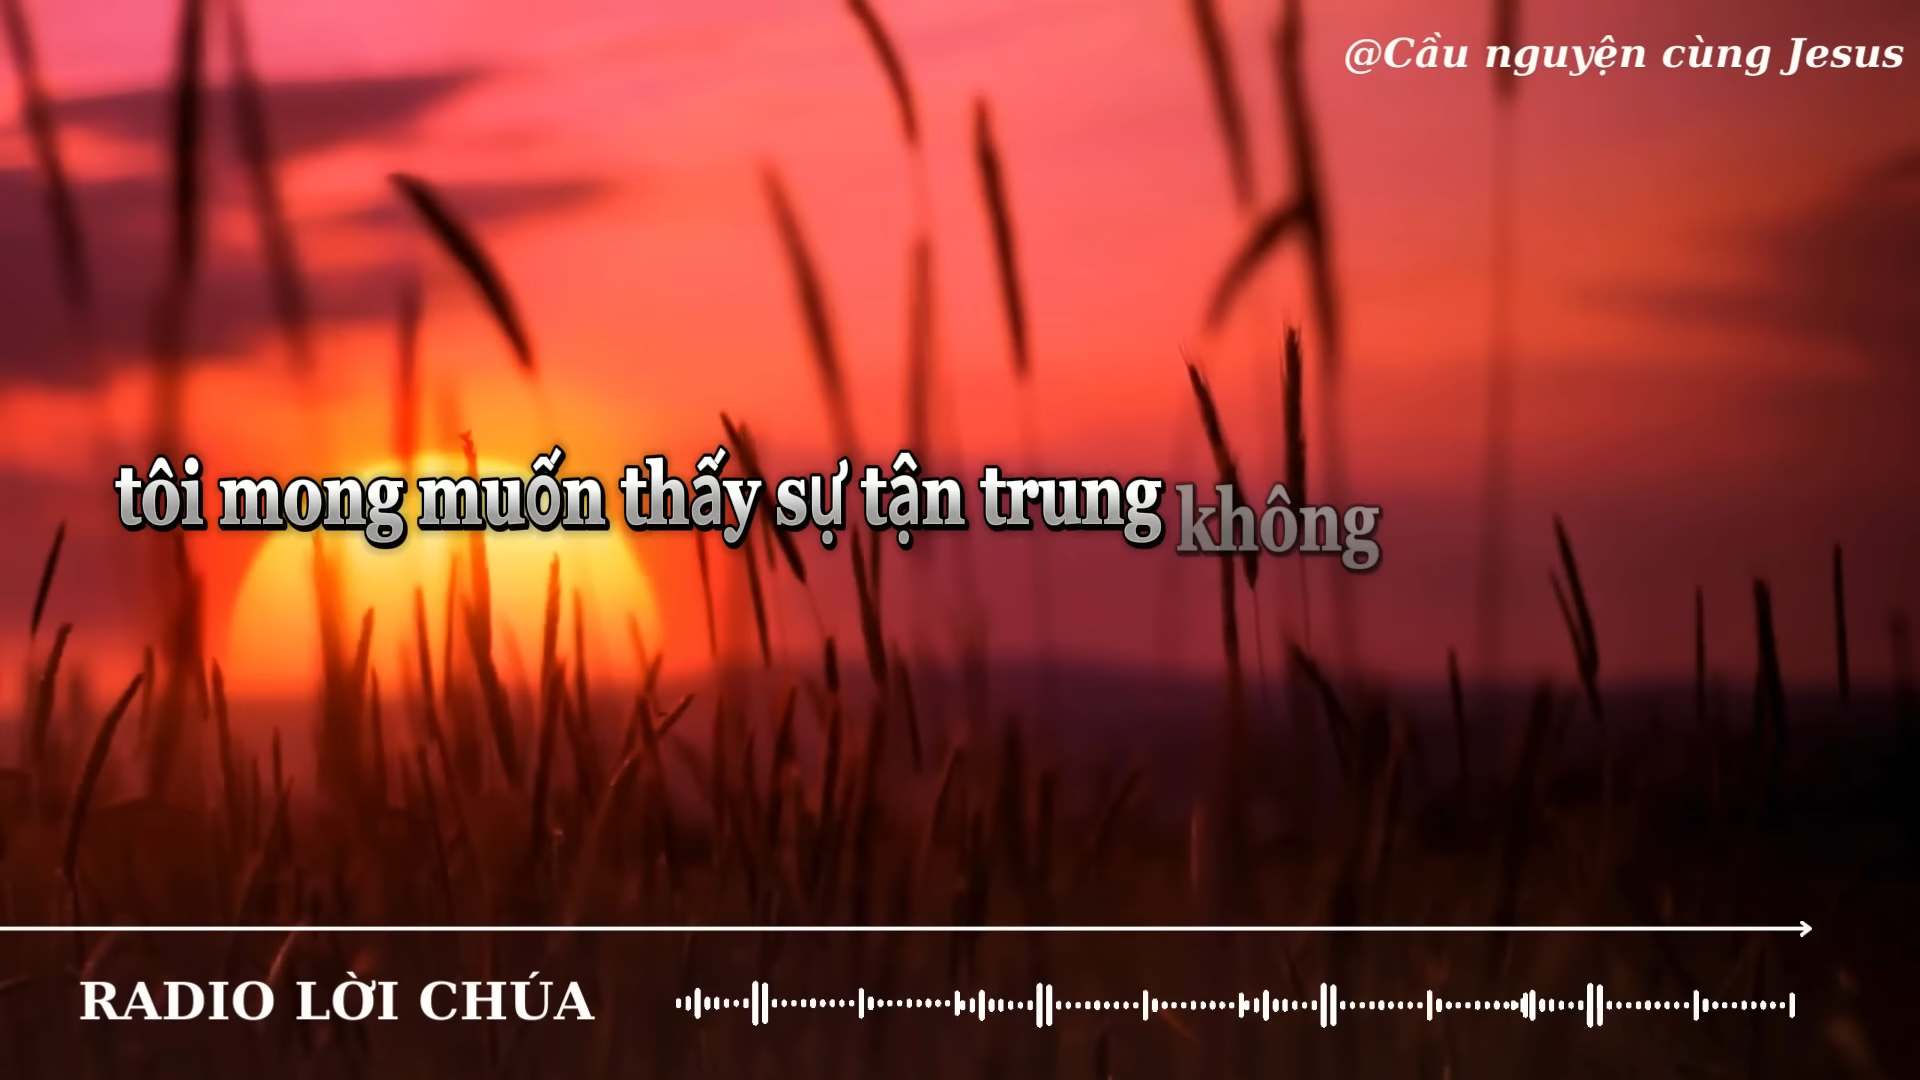 @Cầu nguyện cùng Jesus
tôi mong muốn thấy sự tận trung không
RADIO LỜI CHÚA